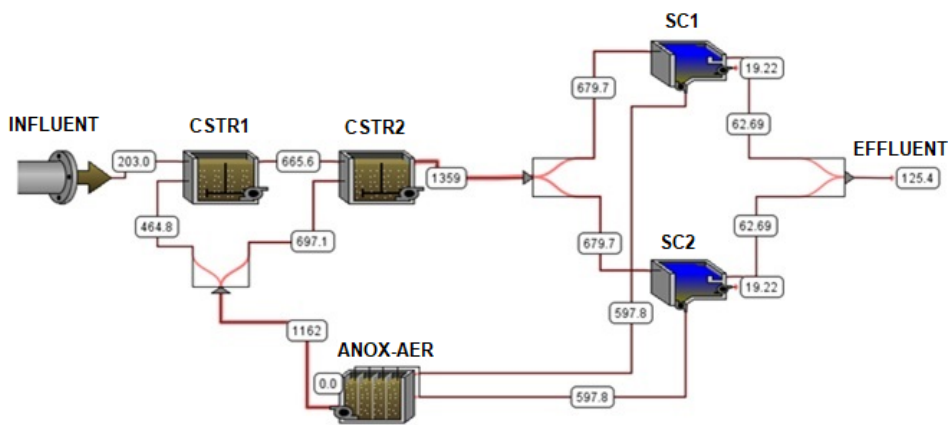 SC1
19.22
679.7
62.69
INFLUENT
CSTR1
CSTR2
203.0
665.6
1359
EFFLUENT
125.4
464.8
697.1
679.7
SC2
62.69
19.22
1162
597.8
ANOX-AER
0.0
597.8